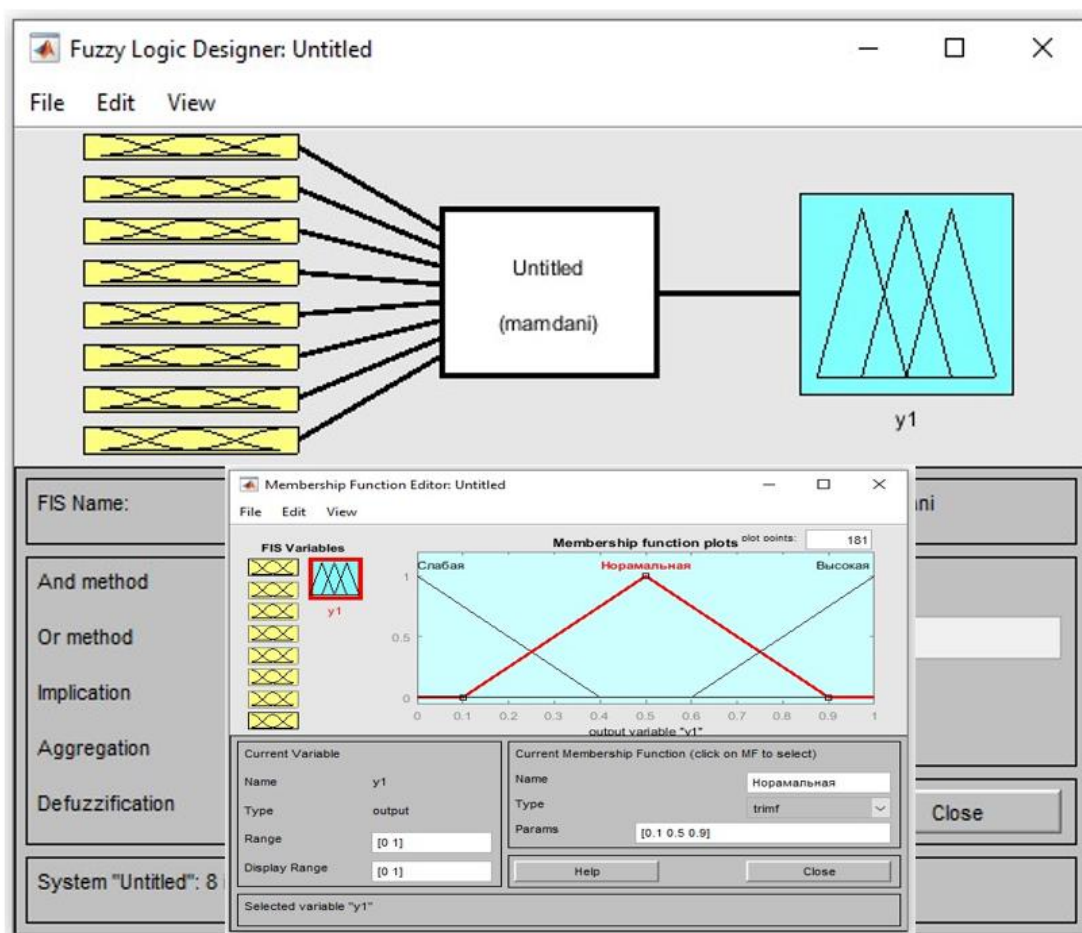 Fuzzy Logic Designer: Untitled
File Edit View
Untitled
(mamdani)
y1
FIS Name:
And method
Or method
Implication
Aggregation
Defuzzification
Close
System "Untitled": 8
Membership Function Editor: Untitled
File Edit View
FIS Variables
y1
Membership function plots
plot points:
181
Слабая Норамальная Высокая
1
0.5
0
0 0.1 0.2 0.3 0.4 0.5 0.6 0.7 0.8 0.9 1
output variable "y1"
Current Variable
Name y1
Type output
Range [0 1]
Display Range [0 1]
Current Membership Function (click on MF to select)
Name Норамальная
Type trimf
Params [0.1 0.5 0.9]
Help Close
Selected variable "y1"